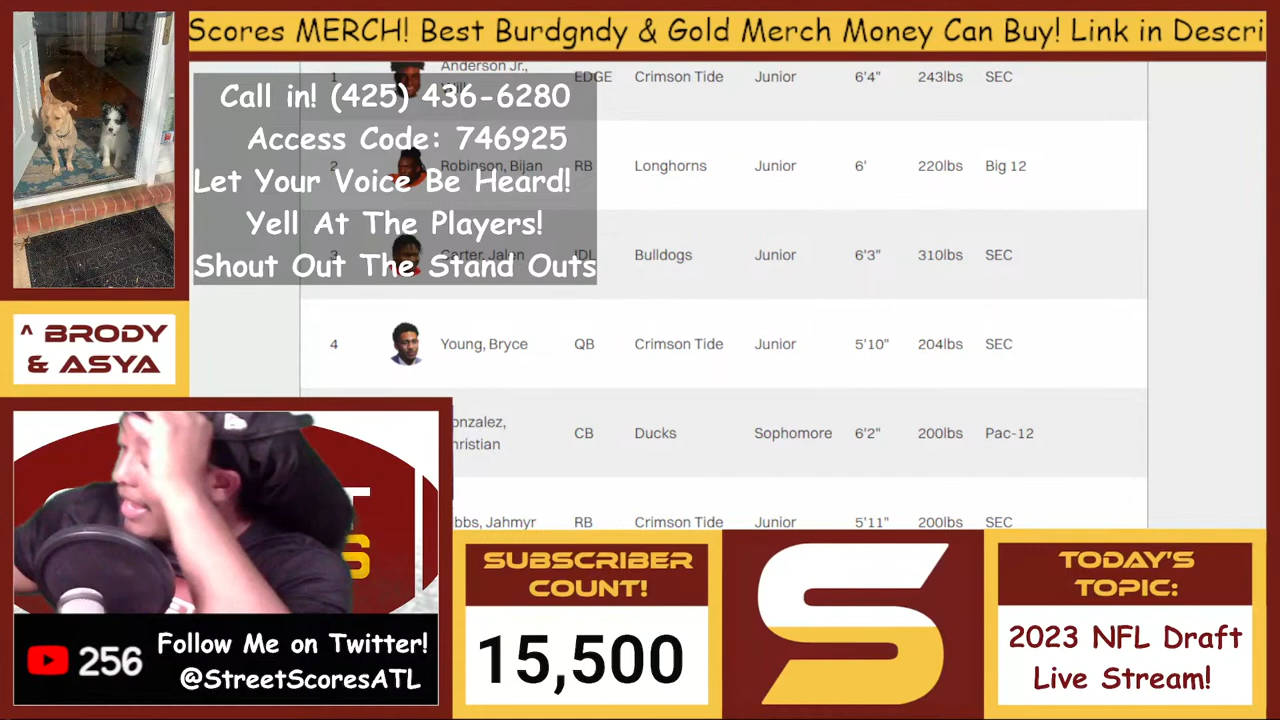 Scores MERCH! Best Burdgndy & Gold Merch Money Can Buy! Link in Descri
1 Anderson Jr., EDGE Crimson Tide Junior 6'4" 243lbs SEC
Call in! (425) 436-6280
Access Code: 746925
2 Robinson, Bijan RB Longhorns Junior 6' 220lbs Big 12
Let Your Voice Be Heard!
Yell At The Players!
3 Carter, Jalen IDL Bulldogs Junior 6'3" 310lbs SEC
Shout Out The Stand Outs
4 Young, Bryce QB Crimson Tide Junior 5'10" 204lbs SEC
onzalez,
hristian CB Ducks Sophomore 6'2" 200lbs Pac-12
bbs, Jahmyr RB Crimson Tide Junior 5'11" 200lbs SEC
^ BRODY
& ASYA
256
Follow Me on Twitter!
@StreetScoresATL
SUBSCRIBER
COUNT!
15,500
S
TODAY'S
TOPIC:
2023 NFL Draft
Live Stream!